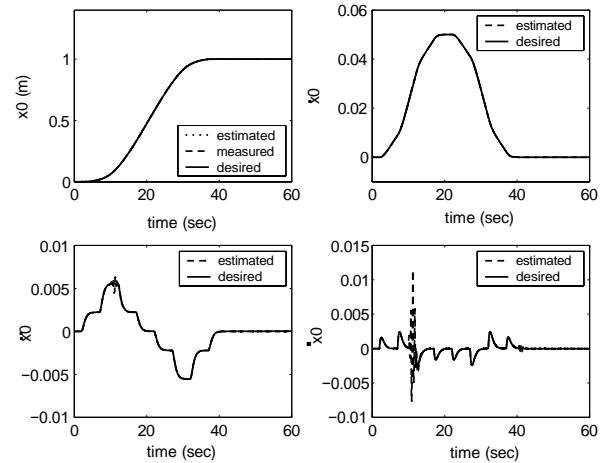 x0 (m)
1
0.5
0
0
20
40
60
time (sec)
estimated
measured
desired
x0
0.06
0.04
0.02
0
0
20
40
60
time (sec)
estimated
desired
x0
0.01
0.005
0
−0.005
−0.01
0
20
40
60
time (sec)
estimated
desired
x0
0.015
0.01
0.005
0
−0.005
−0.01
0
20
40
60
time (sec)
estimated
desired